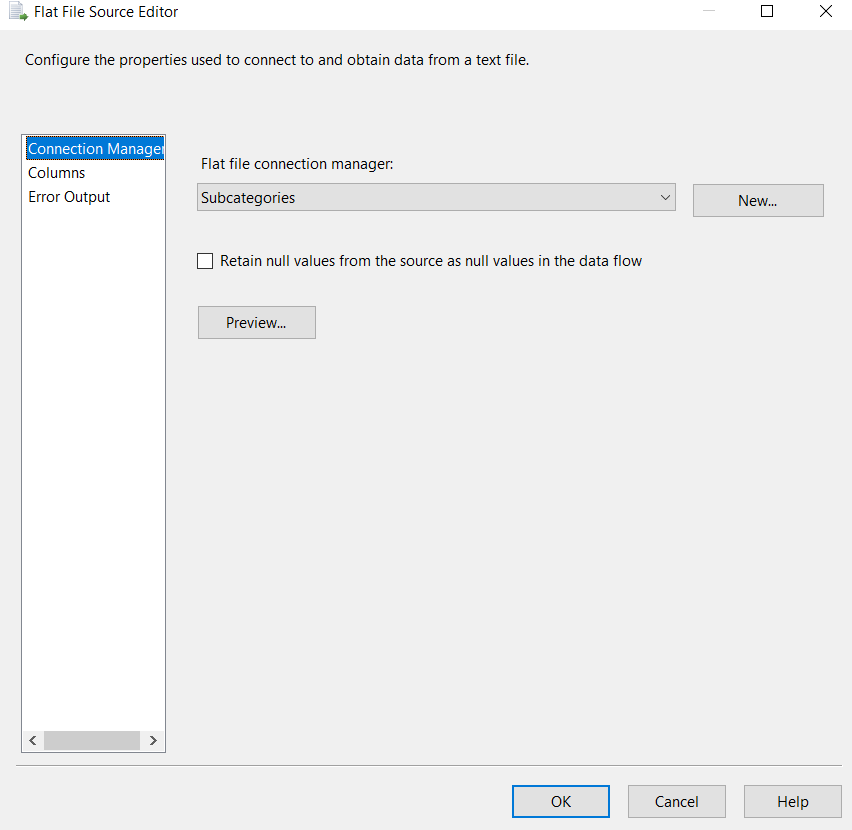 Flat File Source Editor
Configure the properties used to connect to and obtain data from a text file.
Connection Manager
Columns
Error Output
Flat file connection manager:
Subcategories
New...
Retain null values from the source as null values in the data flow
Preview...
OK
Cancel
Help